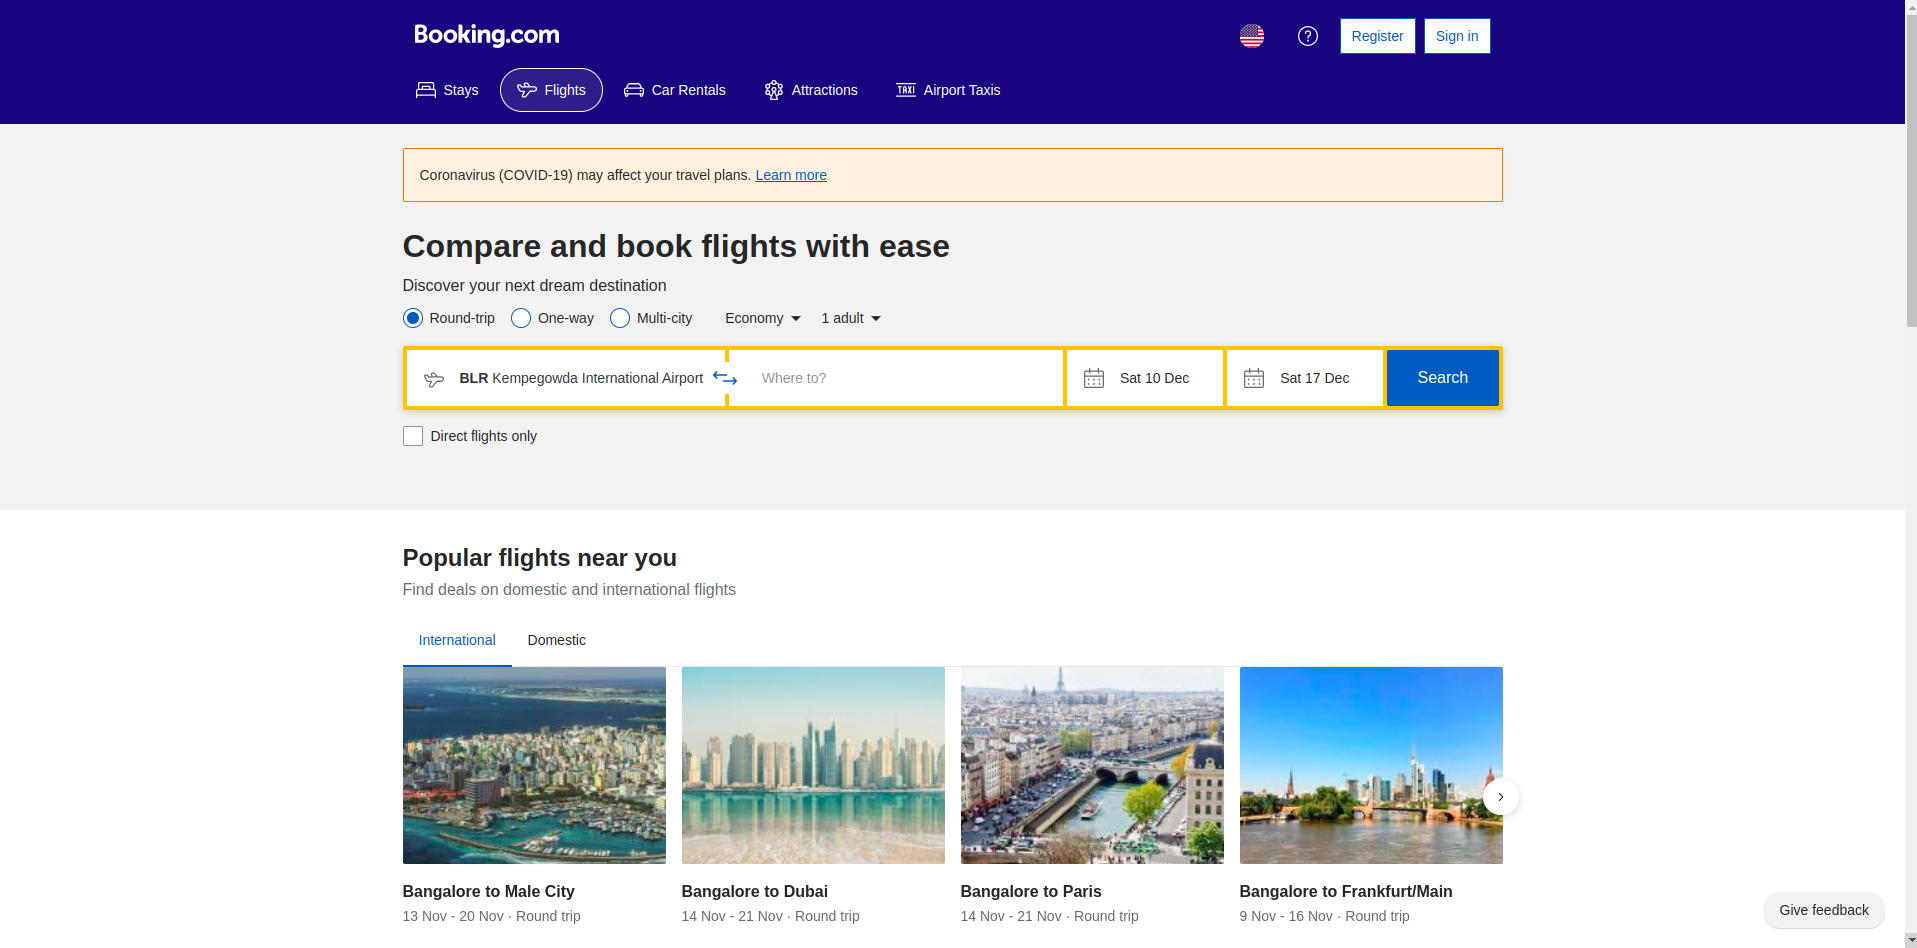 Booking.com
Register
Sign in
Stays
Flights
Car Rentals
Attractions
TAXI Airport Taxis
Coronavirus (COVID-19) may affect your travel plans. Learn more
Compare and book flights with ease
Discover your next dream destination
Round-trip One-way Multi-city Economy 1 adult
BLR Kempegowda International Airport
Where to?
Sat 10 Dec
Sat 17 Dec
Search
Direct flights only
Popular flights near you
Find deals on domestic and international flights
International Domestic
Bangalore to Male City
13 Nov - 20 Nov · Round trip
Bangalore to Dubai
14 Nov - 21 Nov · Round trip
Bangalore to Paris
14 Nov - 21 Nov · Round trip
Bangalore to Frankfurt/Main
9 Nov - 16 Nov · Round trip
Give feedback